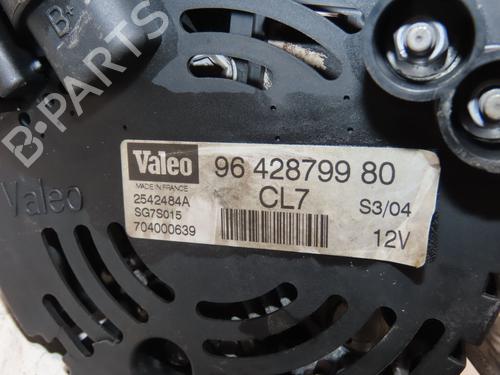 B+
B-PARTS
Valeo
96 428799 80
MADE IN FRANCE
CL7
S3/04
2542484A
SG7S015
12V
704000639
Valeo